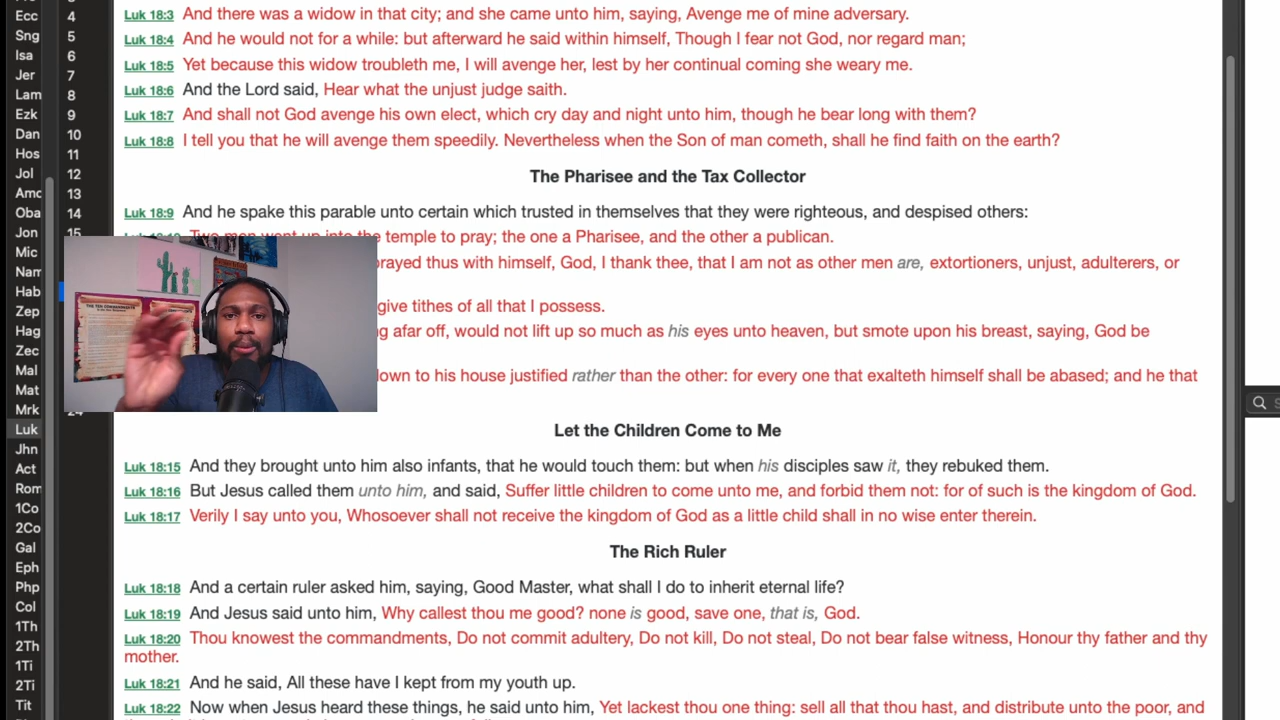 Ecc
Sng
Isa
Jer
Lam
Ezk
Dan
Hos
Jol
Amo
Oba
Jon
Mic
Nam
Hab
Zep
Hag
Zec
Mal
Mat
Mrk
Luk
Jhn
Act
Rom
1Co
2Co
Gal
Eph
Php
Col
1Th
2Th
1Ti
2Ti
Tit
4
5
6
7
8
9
10
11
12
13
14
15
24
Luk 18:3 And there was a widow in that city; and she came unto him, saying, Avenge me of mine adversary.
Luk 18:4 And he would not for a while: but afterward he said within himself, Though I fear not God, nor regard man;
Luk 18:5 Yet because this widow troubleth me, I will avenge her, lest by her continual coming she weary me.
Luk 18:6 And the Lord said, Hear what the unjust judge saith.
Luk 18:7 And shall not God avenge his own elect, which cry day and night unto him, though he bear long with them?
Luk 18:8 I tell you that he will avenge them speedily. Nevertheless when the Son of man cometh, shall he find faith on the earth?
The Pharisee and the Tax Collector
Luk 18:9 And he spake this parable unto certain which trusted in themselves that they were righteous, and despised others:
Two men went up into the temple to pray; the one a Pharisee, and the other a publican.
prayed thus with himself, God, I thank thee, that I am not as other men are, extortioners, unjust, adulterers, or
give tithes of all that I possess.
afar off, would not lift up so much as his eyes unto heaven, but smote upon his breast, saying, God be
down to his house justified rather than the other: for every one that exalteth himself shall be abased; and he that
THE TEN COMMANDMENTS
Let the Children Come to Me
Luk 18:15 And they brought unto him also infants, that he would touch them: but when his disciples saw it, they rebuked them.
Luk 18:16 But Jesus called them unto him, and said, Suffer little children to come unto me, and forbid them not: for of such is the kingdom of God.
Luk 18:17 Verily I say unto you, Whosoever shall not receive the kingdom of God as a little child shall in no wise enter therein.
The Rich Ruler
Luk 18:18 And a certain ruler asked him, saying, Good Master, what shall I do to inherit eternal life?
Luk 18:19 And Jesus said unto him, Why callest thou me good? none is good, save one, that is, God.
Luk 18:20 Thou knowest the commandments, Do not commit adultery, Do not kill, Do not steal, Do not bear false witness, Honour thy father and thy
mother.
Luk 18:21 And he said, All these have I kept from my youth up.
Luk 18:22 Now when Jesus heard these things, he said unto him, Yet lackest thou one thing: sell all that thou hast, and distribute unto the poor, and